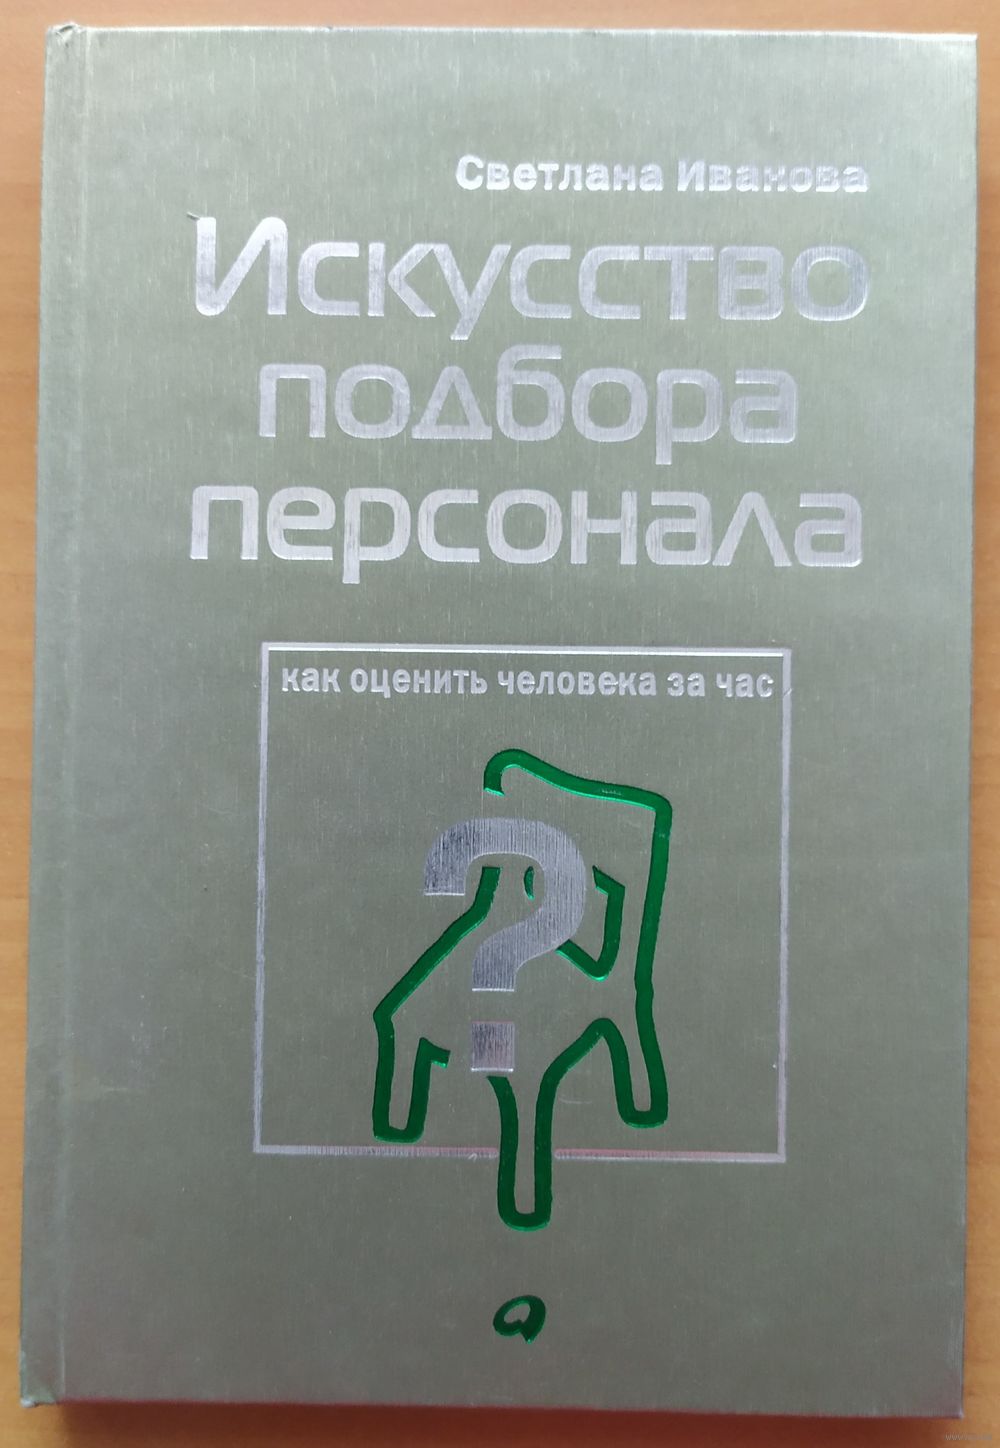 Светлана Иванова
Искусство
подбора
персонала
как оценить человека за час
?
а